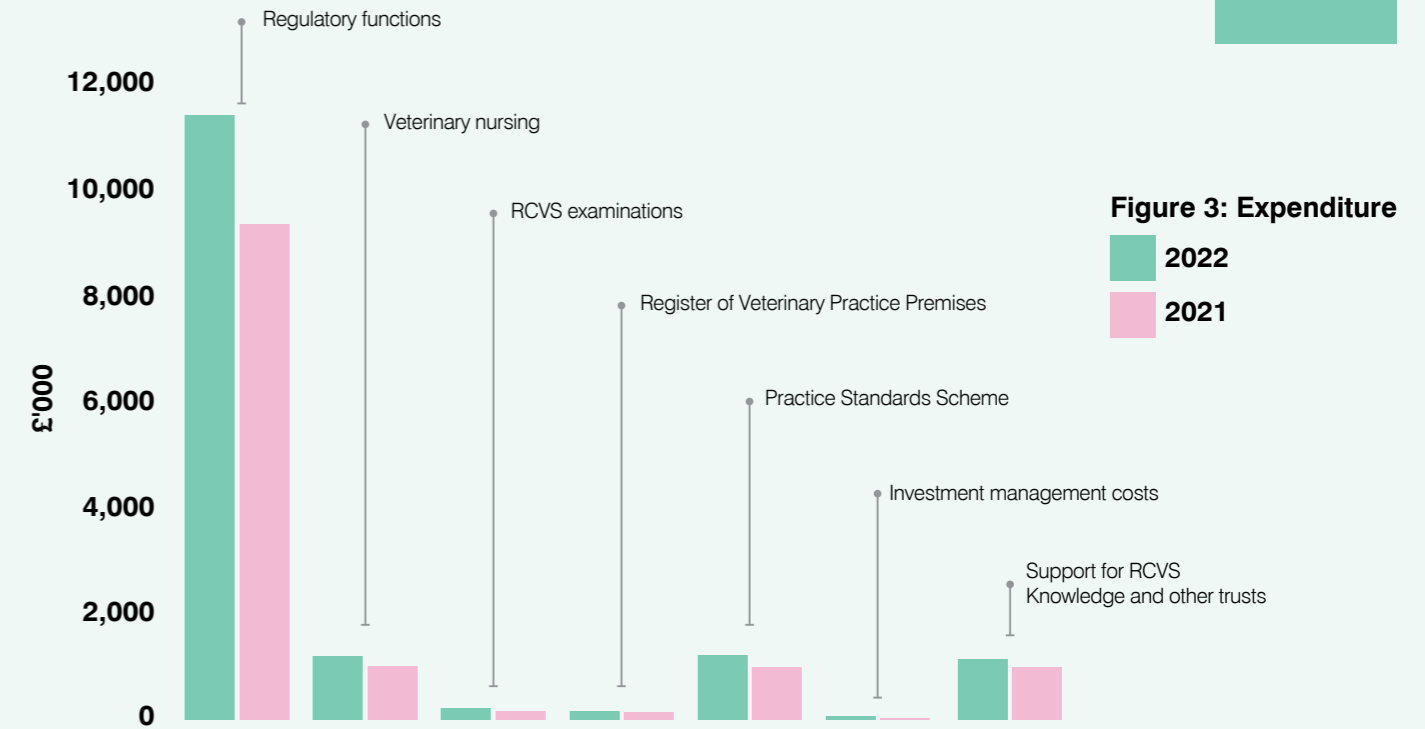 Regulatory functions
12,000
Veterinary nursing
10,000
RCVS examinations
Figure 3: Expenditure
2022
8,000
Register of Veterinary Practice Premises
2021
£'000
6,000
Practice Standards Scheme
4,000
Investment management costs
Support for RCVS
Knowledge and other trusts
2,000
0